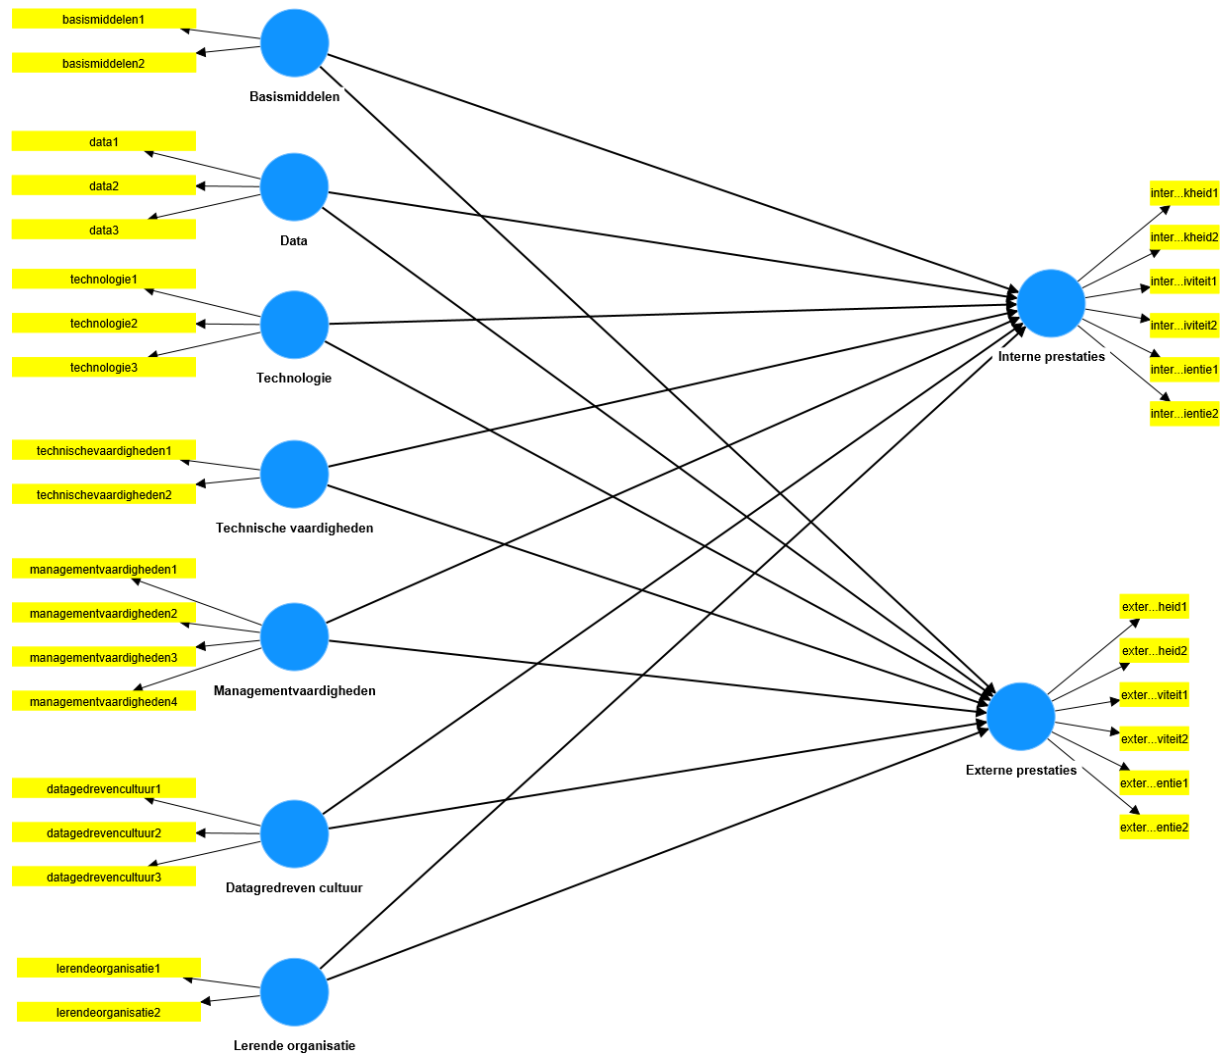 basismiddelen1
basismiddelen2
Basismiddelen
data1
data2
data3
Data
technologie1
technologie2
technologie3
Technologie
technischevaardigheden1
technischevaardigheden2
Technische vaardigheden
managementvaardigheden1
managementvaardigheden2
managementvaardigheden3
managementvaardigheden4
Managementvaardigheden
datagedrevencultuur1
datagedrevencultuur2
datagedrevencultuur3
Datagredreven cultuur
lerendeorganisatie1
lerendeorganisatie2
Lerende organisatie
inter...kheid1
inter...kheid2
inter...iviteit1
inter...iviteit2
inter...ientie1
inter...ientie2
Interne prestaties
exter...heid1
exter...heid2
exter...viteit1
exter...viteit2
exter...entie1
exter...entie2
Externe prestaties